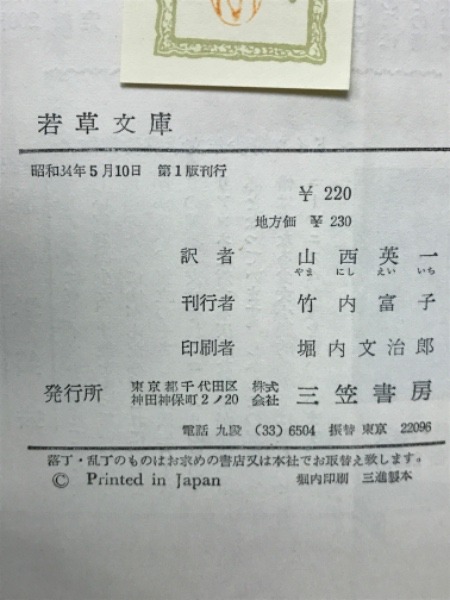 若草文庫
昭和34年5月10日 第1版刊行
¥ 220
地方価 ¥ 230
訳者 山西英一
やま にし えい いち
刊行者 竹内富子
印刷者 堀内文治郎
発行所 東京都千代田区神田神保町2ノ20 株式会社 三笠書房
電話 九段 (33) 6504 振替 東京 22096
落丁・乱丁のものはお求めの書店又は本社でお取替え致します。
© Printed in Japan 堀内印刷 三進製本